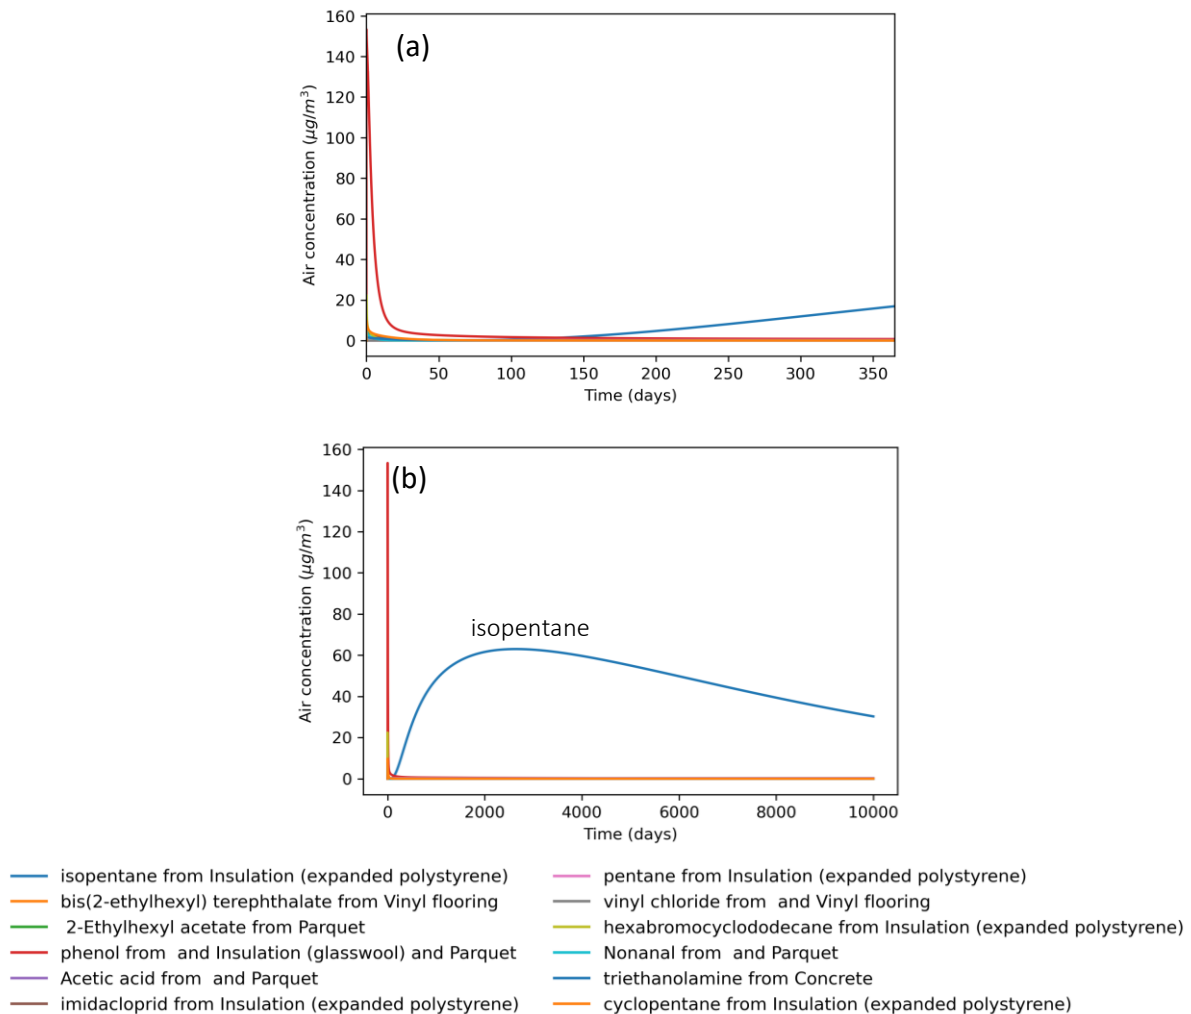 (a)
160
140
120
100
80
60
40
20
0
Air concentration (μg/m³)
0 50 100 150 200 250 300 350
Time (days)
(b)
160
140
120
100
80
60
40
20
0
Air concentration (μg/m³)
isopentane
0 2000 4000 6000 8000 10000
Time (days)
isopentane from Insulation (expanded polystyrene)
bis(2-ethylhexyl) terephthalate from Vinyl flooring
2-Ethylhexyl acetate from Parquet
phenol from  and Insulation (glasswool) and Parquet
Acetic acid from  and Parquet
imidacloprid from Insulation (expanded polystyrene)
pentane from Insulation (expanded polystyrene)
vinyl chloride from  and Vinyl flooring
hexabromocyclododecane from Insulation (expanded polystyrene)
Nonanal from  and Parquet
triethanolamine from Concrete
cyclopentane from Insulation (expanded polystyrene)